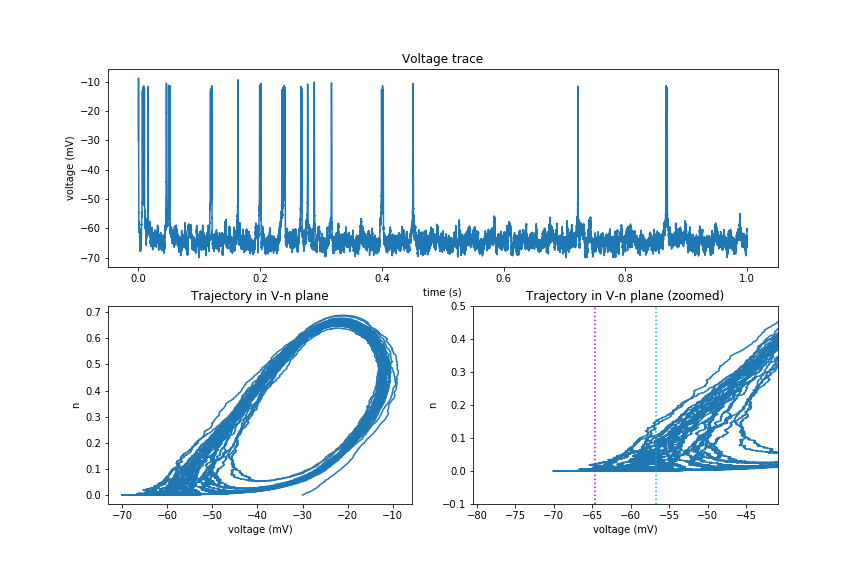 Voltage trace
voltage (mV)
−10
−20
−30
−40
−50
−60
−70
0.0 0.2 0.4 0.6 0.8 1.0
time (s)
Trajectory in V-n plane
n
0.7
0.6
0.5
0.4
0.3
0.2
0.1
0.0
−70 −60 −50 −40 −30 −20 −10
voltage (mV)
Trajectory in V-n plane (zoomed)
n
0.5
0.4
0.3
0.2
0.1
0.0
−0.1
−80 −75 −70 −65 −60 −55 −50 −45
voltage (mV)